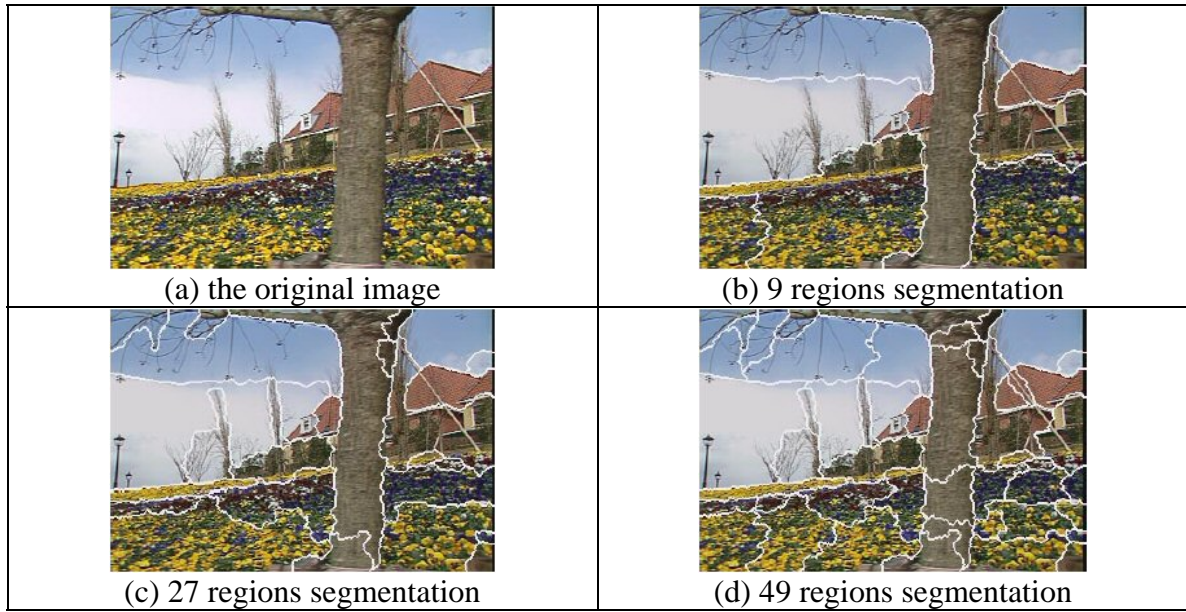 (a) the original image
(b) 9 regions segmentation
(c) 27 regions segmentation
(d) 49 regions segmentation